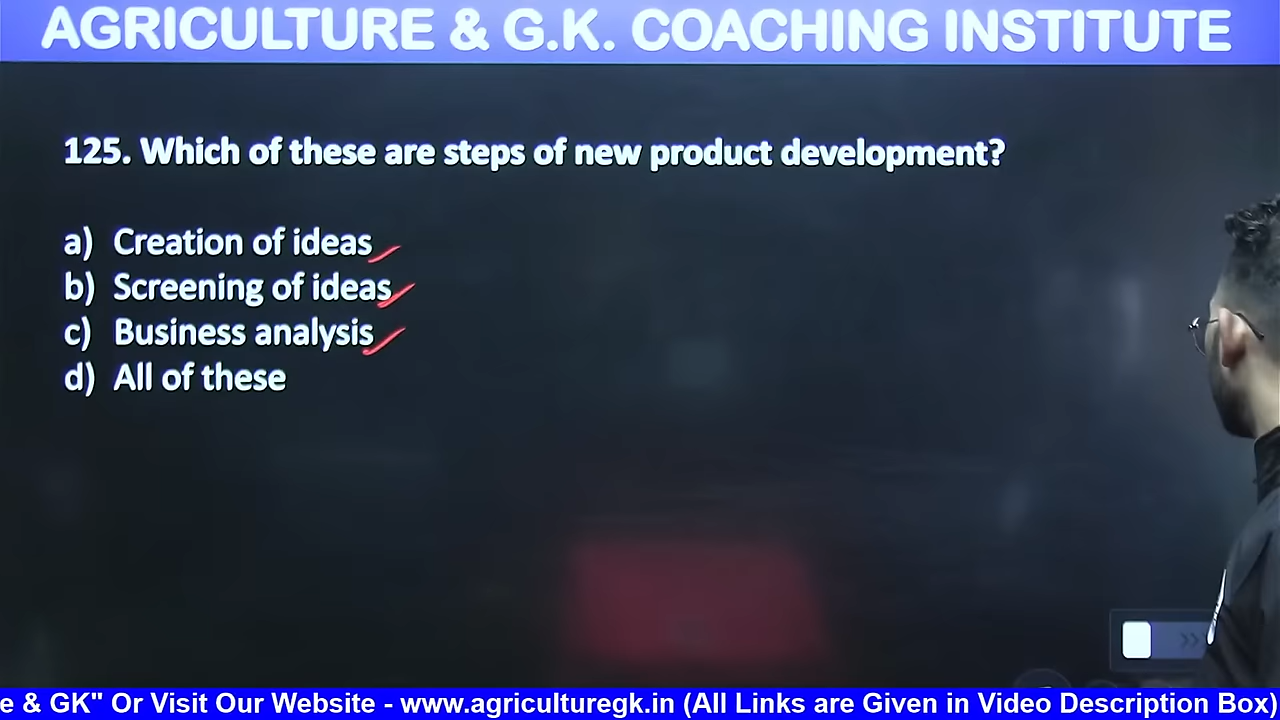 AGRICULTURE & G.K. COACHING INSTITUTE
125. Which of these are steps of new product development?
a) Creation of ideas
b) Screening of ideas
c) Business analysis
d) All of these
e & GK" Or Visit Our Website - www.agriculturegk.in (All Links are Given in Video Description Box)